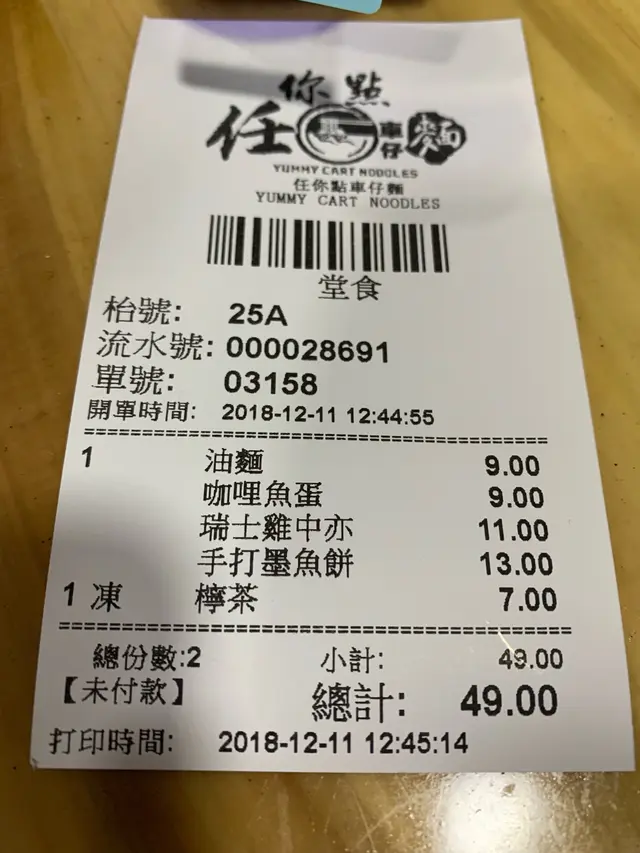 你點
任 車仔麵
YUMMY CART NOODLES
任你點車仔麵
YUMMY CART NOODLES
堂食
枱號: 25A
流水號: 000028691
單號: 03158
開單時間: 2018-12-11 12:44:55
1 油麵 9.00
咖哩魚蛋 9.00
瑞士雞中亦 11.00
手打墨魚餅 13.00
1 凍 檸茶 7.00
總份數:2 小計: 49.00
【未付款】 總計: 49.00
打印時間: 2018-12-11 12:45:14